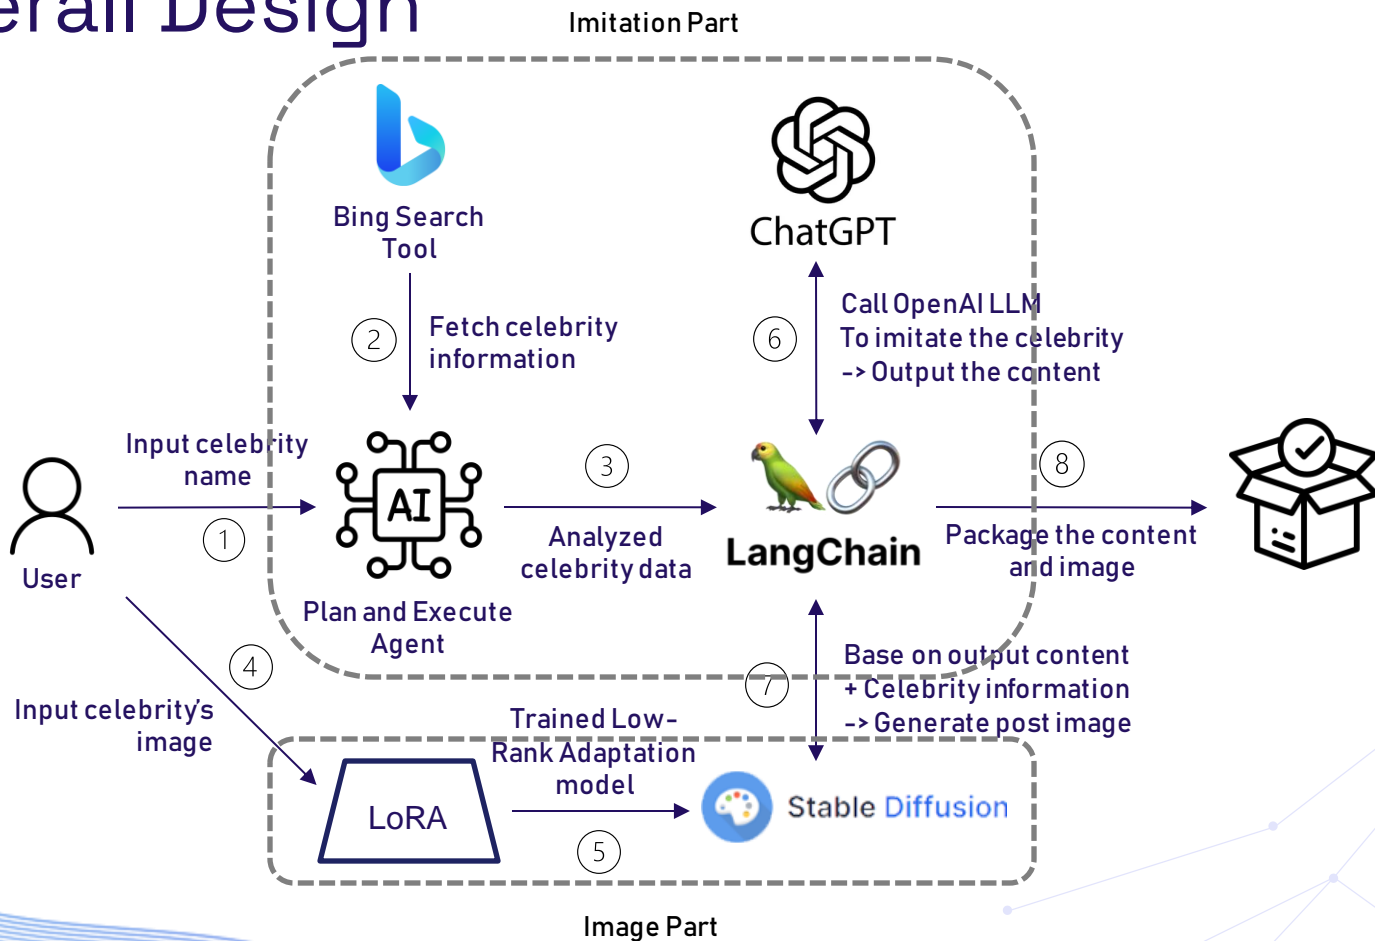 erall Design
Imitation Part
Bing Search
Tool
ChatGPT
2
Fetch celebrity
information
6
Call OpenAI LLM
To imitate the celebrity
-> Output the content
Input celebrity
name
1
User
AI
Plan and Execute
Agent
3
Analyzed
celebrity data
LangChain
8
Package the content
and image
4
Input celebrity's
image
7
Base on output content
+ Celebrity information
-> Generate post image
Trained Low-
Rank Adaptation
model
LoRA
5
Stable Diffusion
Image Part